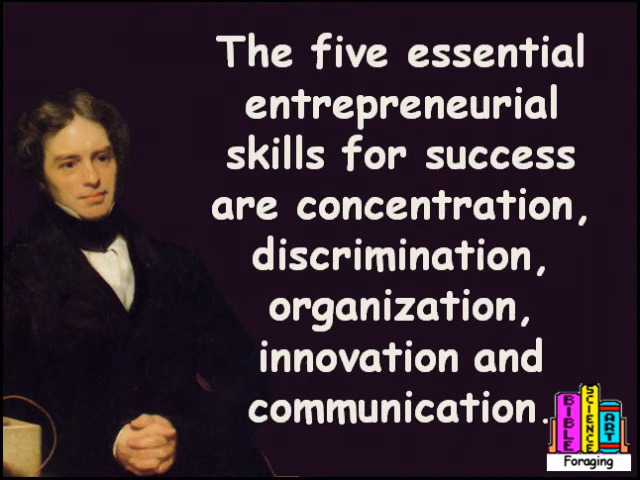 The five essential
entrepreneurial
skills for success
are concentration,
discrimination,
organization,
innovation and
communication.
BIBLE
SCIENCE
ART
Foraging